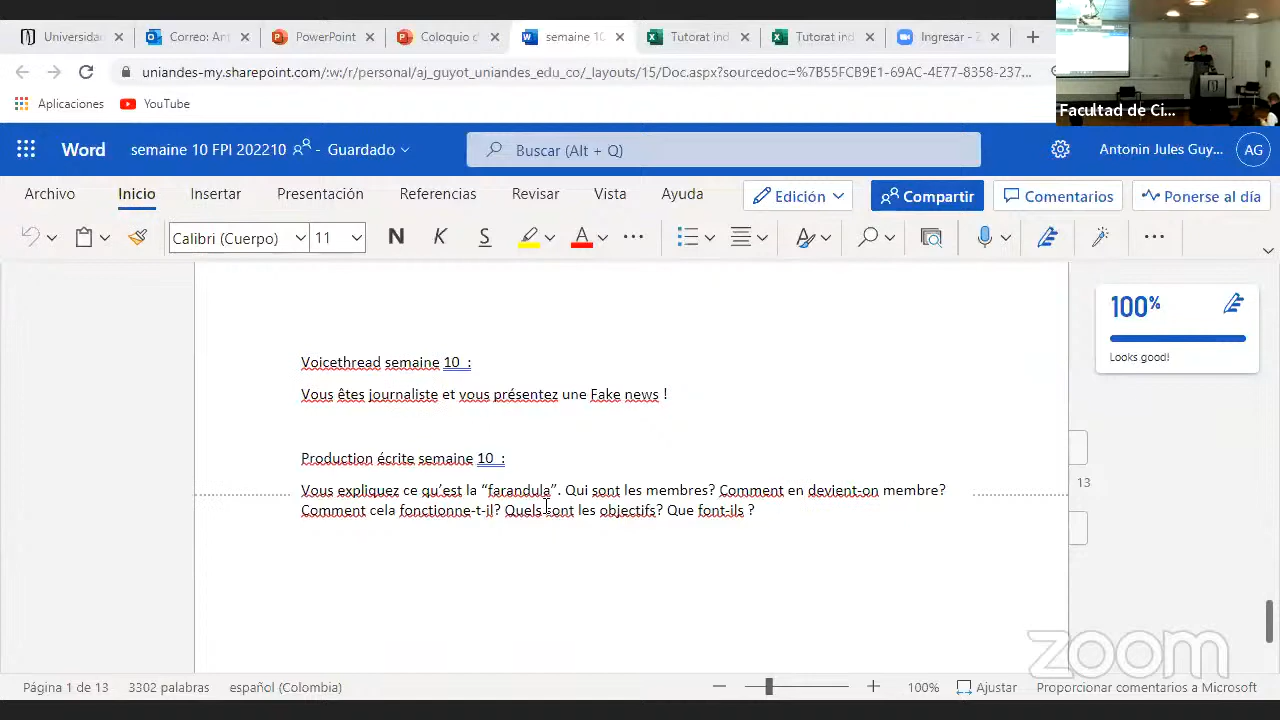 Universida
Correo: An
PowerPoint
Coloquio d
semaine 10
Tutorat ind
Tutorat ind
Ingresar - Z
uniandes-my.sharepoint.com/:w:/r/personal/aj_guyot_uniandes_edu_co/_layouts/15/Doc.aspx?sourcedoc=%7B55FCB9E1-69AC-4E77-8358-237...
Facultad de Ci...
Aplicaciones
YouTube
Word
semaine 10 FPI 202210 - Guardado
Buscar (Alt + Q)
Antonin Jules Guy...
AG
Archivo Inicio Insertar Presentación Referencias Revisar Vista Ayuda
Edición
Compartir
Comentarios
Ponerse al día
Calibri (Cuerpo) 11 N K S A ...
100%
Looks good!
Voicethread semaine 10 :
Vous êtes journaliste et vous présentez une Fake news !
Production écrite semaine 10 :
Vous expliquez ce qu'est la “farandula”. Qui sont les membres? Comment en devient-on membre?
Comment cela fonctionne-t-il? Quels sont les objectifs? Que font-ils ?
13
zoom
Página 1 de 13 3302 palabras español (Colombia) 100% Ajustar Proporcionar comentarios a Microsoft